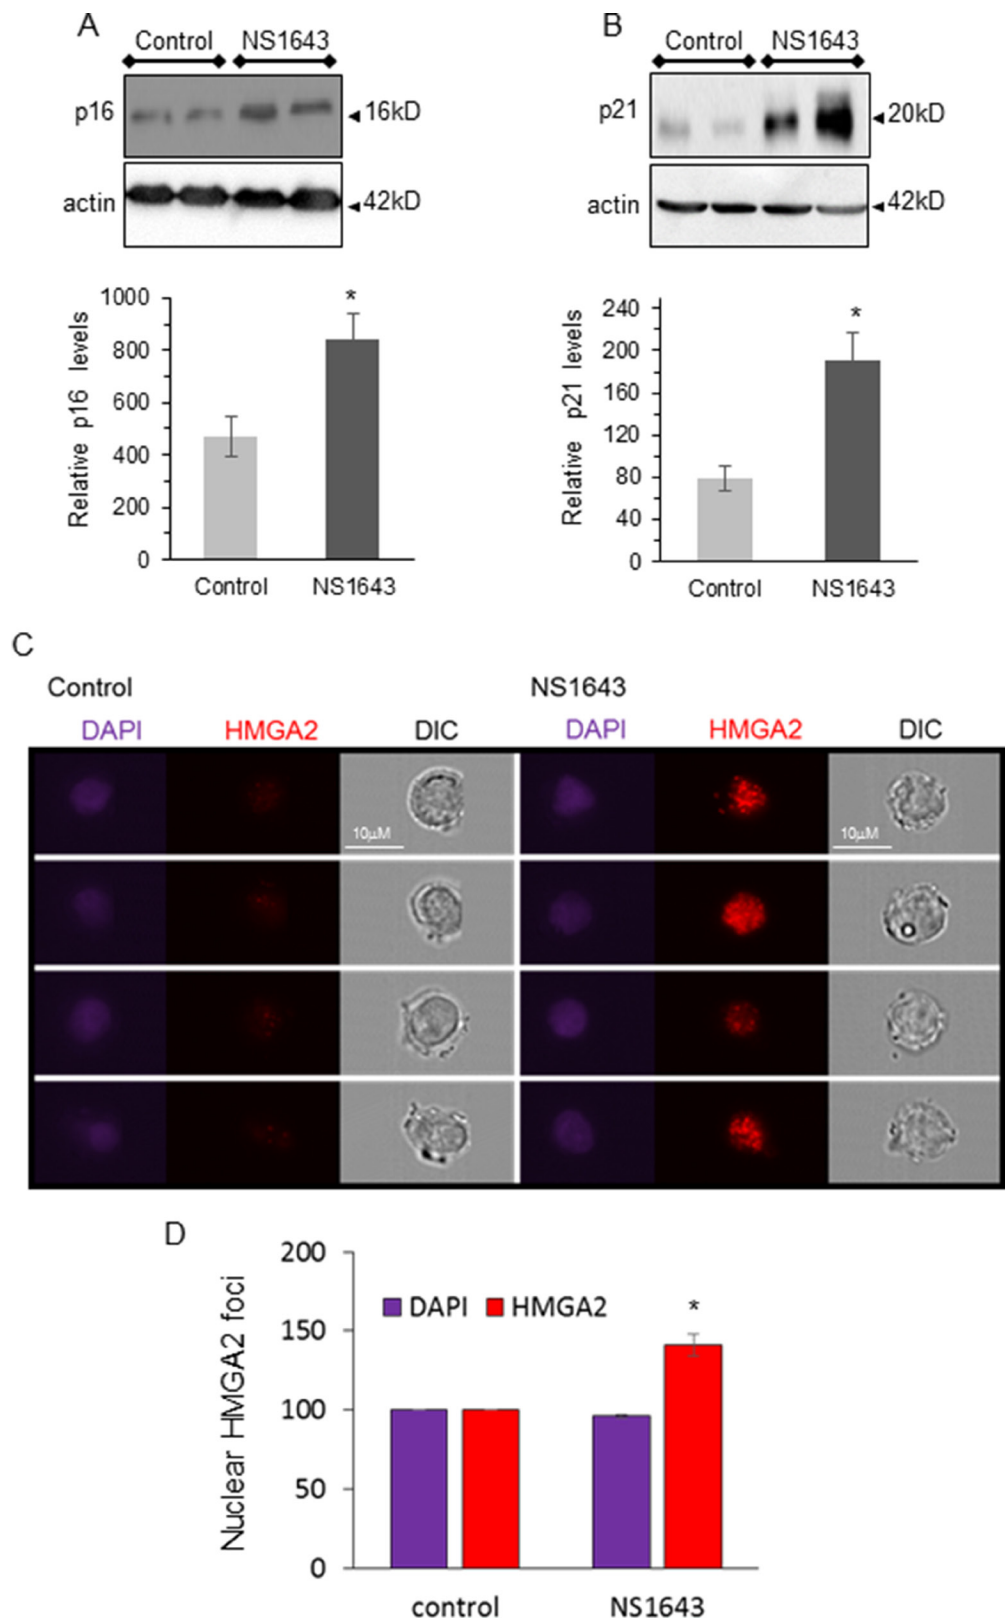 A
Control NS1643
p16
◄16kD
actin
◄42kD
Relative p16 levels
1000
800
600
400
200
0
*
Control NS1643
B
Control NS1643
p21
◄20kD
actin
◄42kD
Relative p21 levels
240
200
160
120
80
40
0
*
Control NS1643
C
Control NS1643
DAPI HMGA2 DIC DAPI HMGA2 DIC
10µM 10µM
D
Nuclear HMGA2 foci
200
150
100
50
0
DAPI HMGA2
*
control NS1643